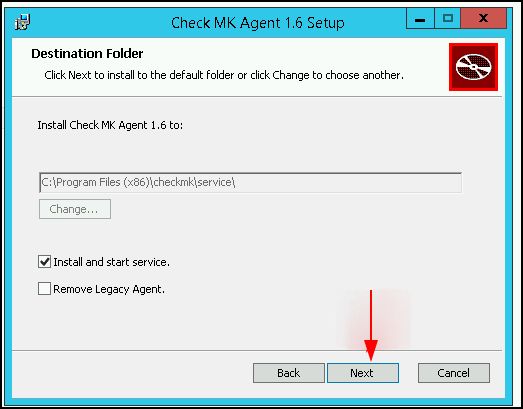 Check MK Agent 1.6 Setup
Destination Folder
Click Next to install to the default folder or click Change to choose another.
Install Check MK Agent 1.6 to:
C:\Program Files (x86)\checkmk\service\
Change...
Install and start service.
Remove Legacy Agent.
Back Next Cancel